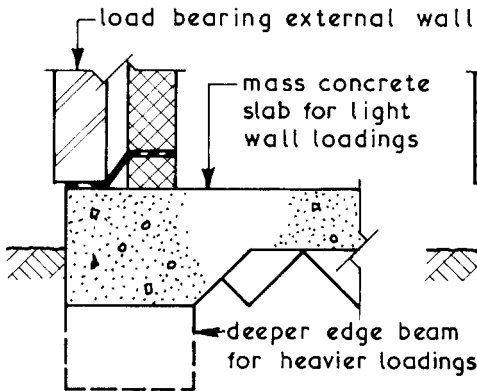 load bearing external wall
mass concrete
slab for light
wall loadings
deeper edge beam
for heavier loadings